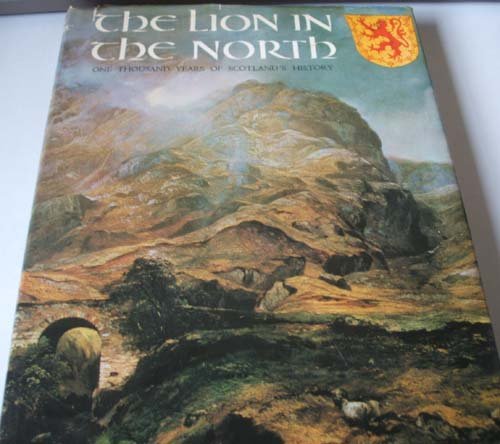 THE LION IN
THE NORTH
ONE THOUSAND YEARS OF SCOTLAND'S HISTORY